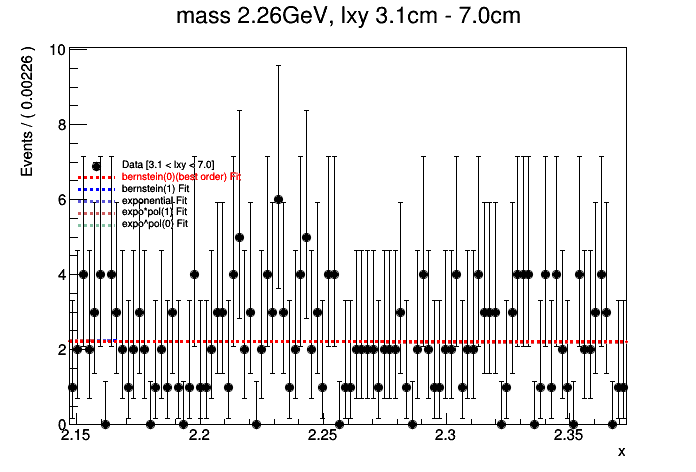 mass 2.26GeV, lxy 3.1cm - 7.0cm
Events / ( 0.00226 )
10
8
6
4
2
0
Data [3.1 < lxy < 7.0]
bernstein(0)(best order) Fit
bernstein(1) Fit
exponential Fit
expo*pol(1) Fit
expo^pol(0) Fit
2.15 2.2 2.25 2.3 2.35
x